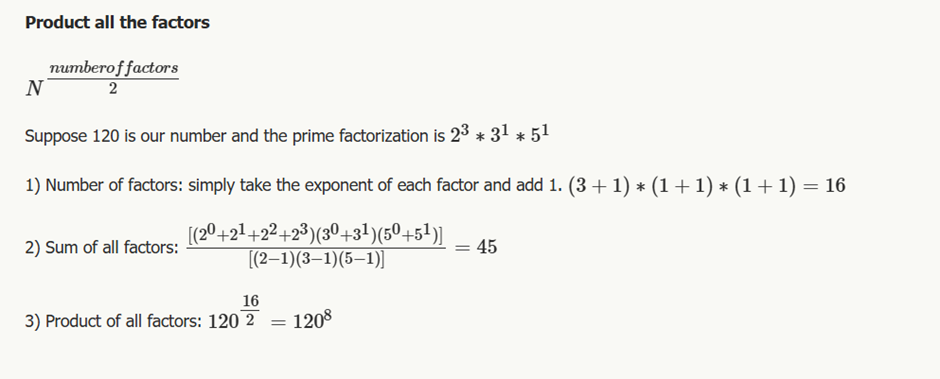 Product all the factors
N^{\frac{numberoffactors}{2}}
Suppose 120 is our number and the prime factorization is 2^3 * 3^1 * 5^1
1) Number of factors: simply take the exponent of each factor and add 1. (3 + 1) * (1 + 1) * (1 + 1) = 16
2) Sum of all factors: \frac{[(2^0+2^1+2^2+2^3)(3^0+3^1)(5^0+5^1)]}{[(2−1)(3−1)(5−1)]} = 45
3) Product of all factors: 120^{\frac{16}{2}} = 120^8